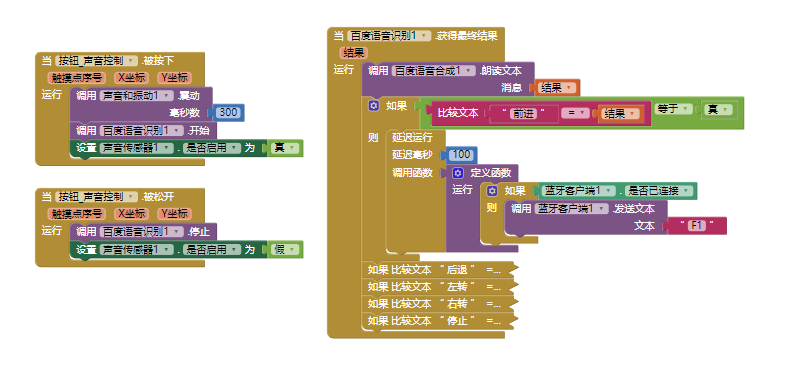 当 按钮_声音控制 .被按下
触摸点序号 X坐标 Y坐标
运行 调用 声音和振动1 .震动
毫秒数 300
调用 百度语音识别1 .开始
设置 声音传感器1 . 是否启用 为 真
当 按钮_声音控制 .被松开
触摸点序号 X坐标 Y坐标
运行 调用 百度语音识别1 .停止
设置 声音传感器1 . 是否启用 为 假
当 百度语音识别1 .获得最终结果
结果
运行 调用 百度语音合成1 .朗读文本
消息 结果
如果 比较文本 “ 前进 ” = 结果 等于 真
则 延迟运行
延迟毫秒 100
调用函数 定义函数
运行 如果 蓝牙客户端1 . 是否已连接
则 调用 蓝牙客户端1 .发送文本
文本 “ F1 ”
如果 比较文本 “ 后退 ” =...
如果 比较文本 “ 左转 ” =...
如果 比较文本 “ 右转 ” =...
如果 比较文本 “ 停止 ” =...